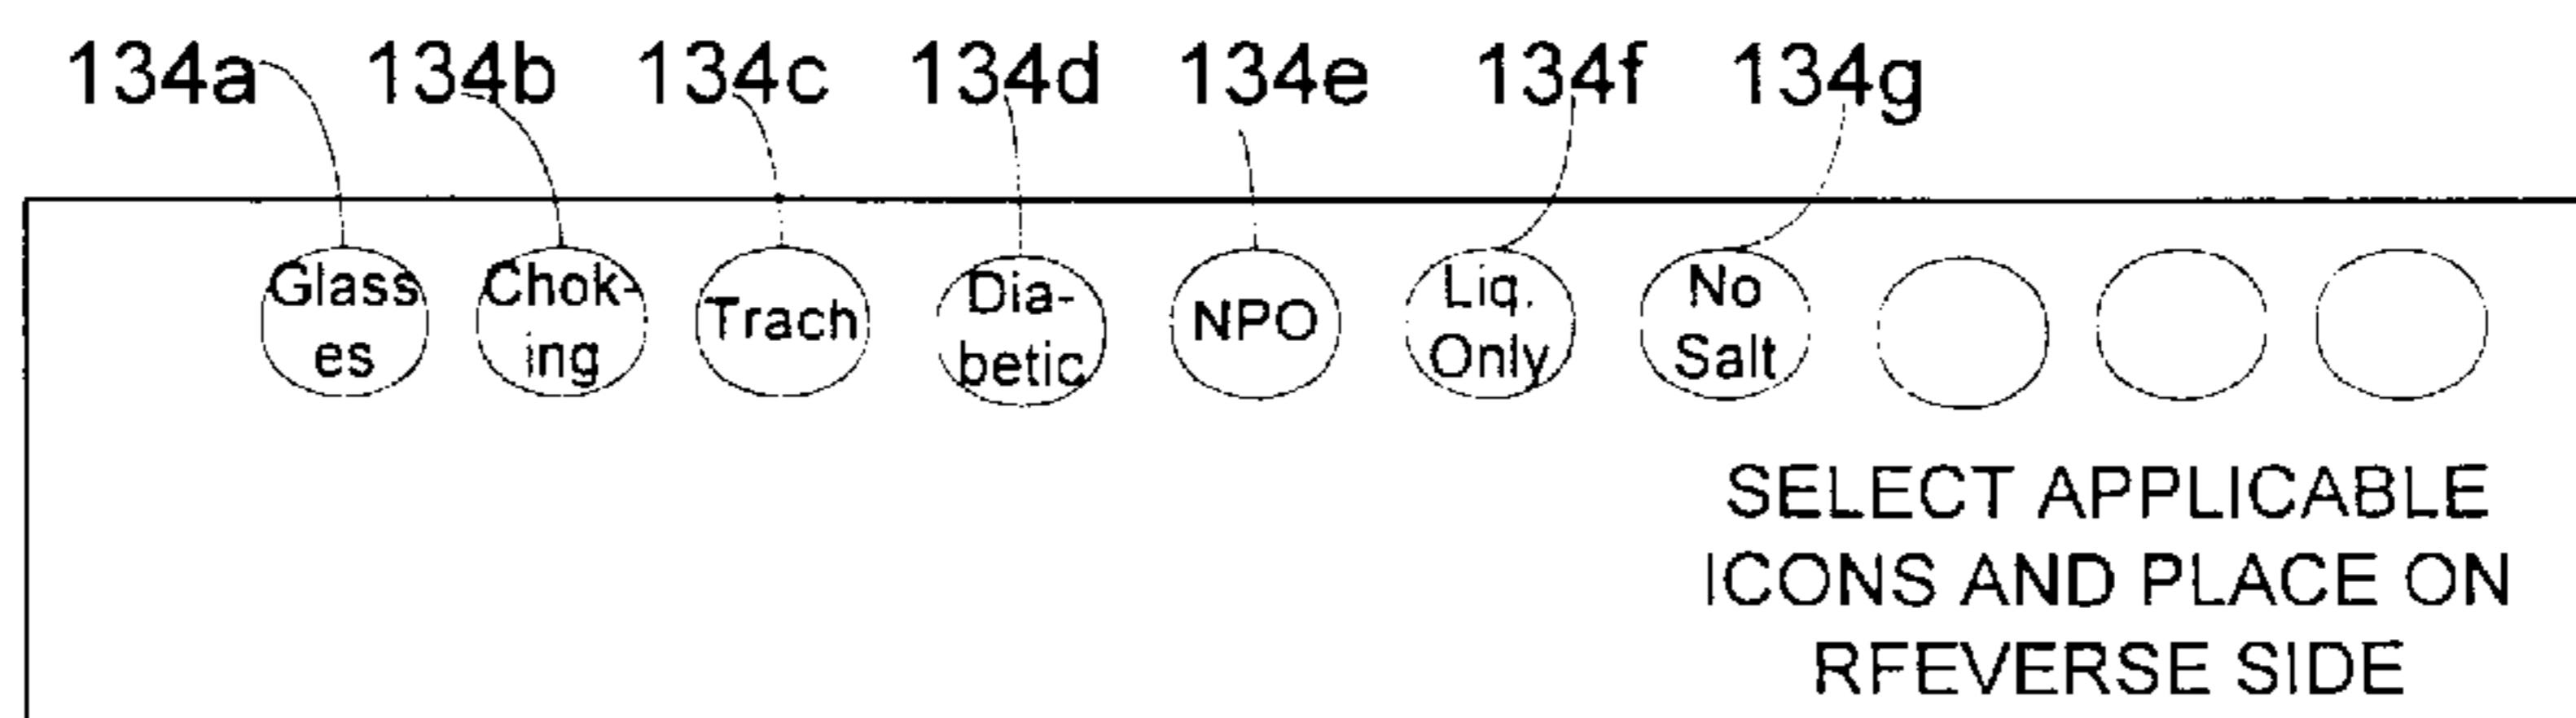 134a 134b 134c 134d 134e 134f 134g
Glass
es
Chok-
ing
Trach
Dia-
betic
NPO
Liq.
Only
No
Salt
SELECT APPLICABLE
ICONS AND PLACE ON
RFEVERSE SIDE